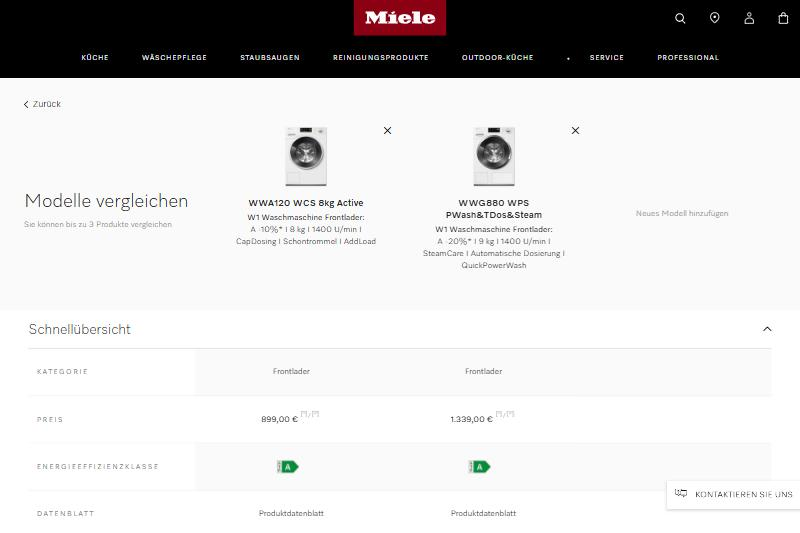 Miele
KÜCHE
WÄSCHEPFLEGE
STAUBSAUGEN
REINIGUNGSPRODUKTE
OUTDOOR-KÜCHE
SERVICE
PROFESSIONAL
Zurück
Modelle vergleichen
Sie können bis zu 3 Produkte vergleichen
WWA120 WCS 8kg Active
W1 Waschmaschine Frontlader:
A -10%* I 8 kg I 1400 U/min I
CapDosing I Schontrommel I AddLoad
WWG880 WPS
PWash&TDos&Steam
W1 Waschmaschine Frontlader:
A -20%* I 9 kg I 1400 U/min I
SteamCare I Automatische Dosierung I
QuickPowerWash
Neues Modell hinzufügen
Schnellübersicht
KATEGORIE
Frontlader
Frontlader
PREIS
899,00 € [*]/[*]
1.339,00 € [*]/[*]
ENERGIEEFFIZIENZKLASSE
A
A
DATENBLATT
Produktdatenblatt
Produktdatenblatt
KONTAKTIEREN SIE UNS